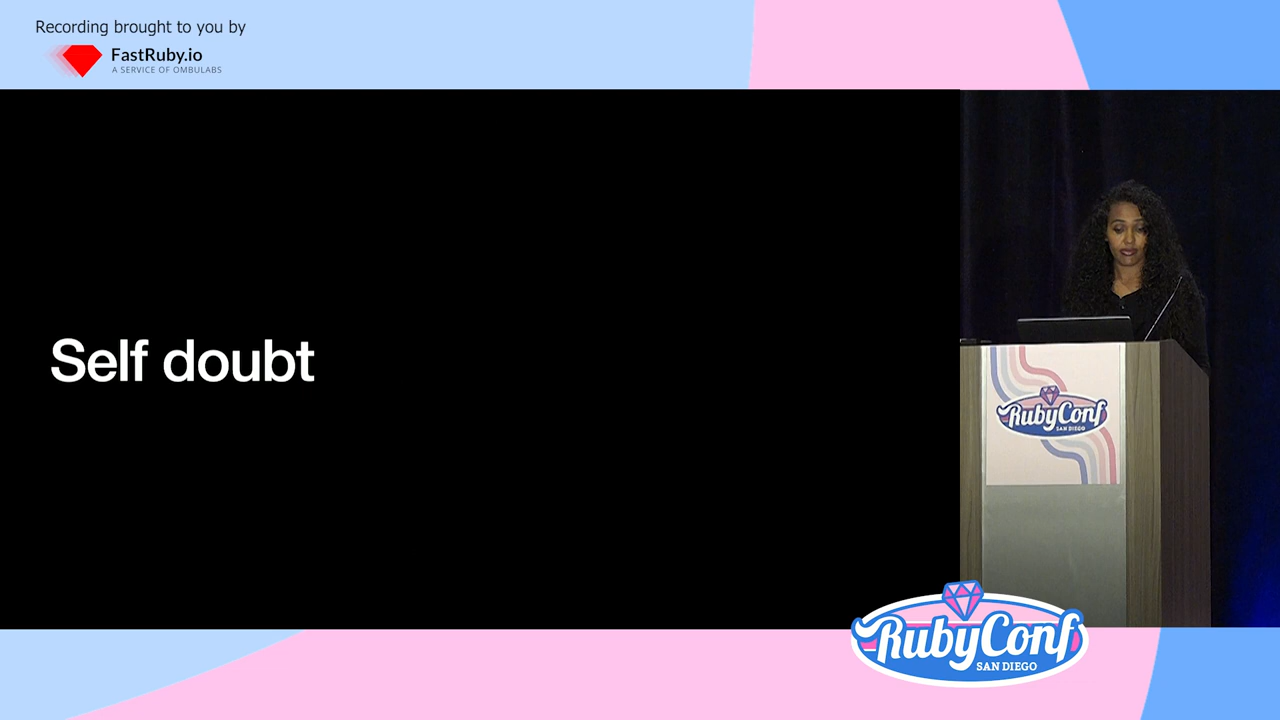 Recording brought to you by
FastRuby.io
A SERVICE OF OMBULABS
Self doubt
RubyConf
SAN DIEGO
RubyConf
SAN DIEGO